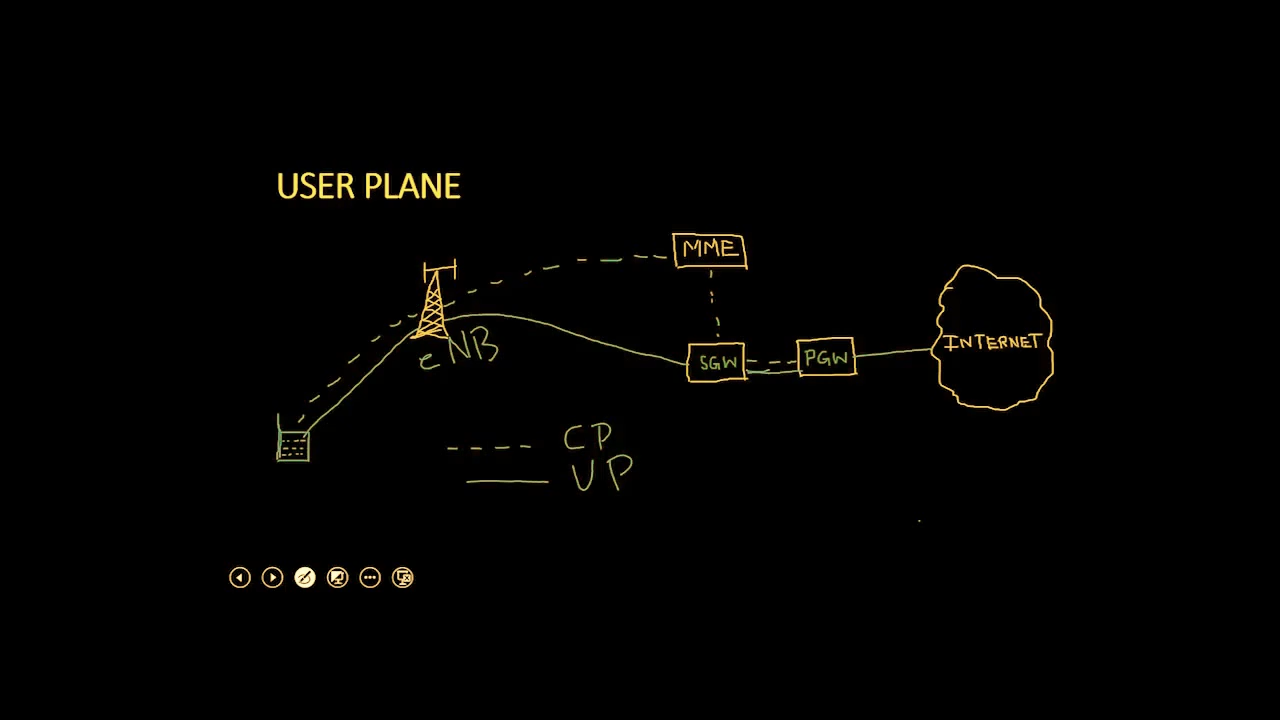 USER PLANE
MME
eNB
SGW
PGW
INTERNET
CP
UP